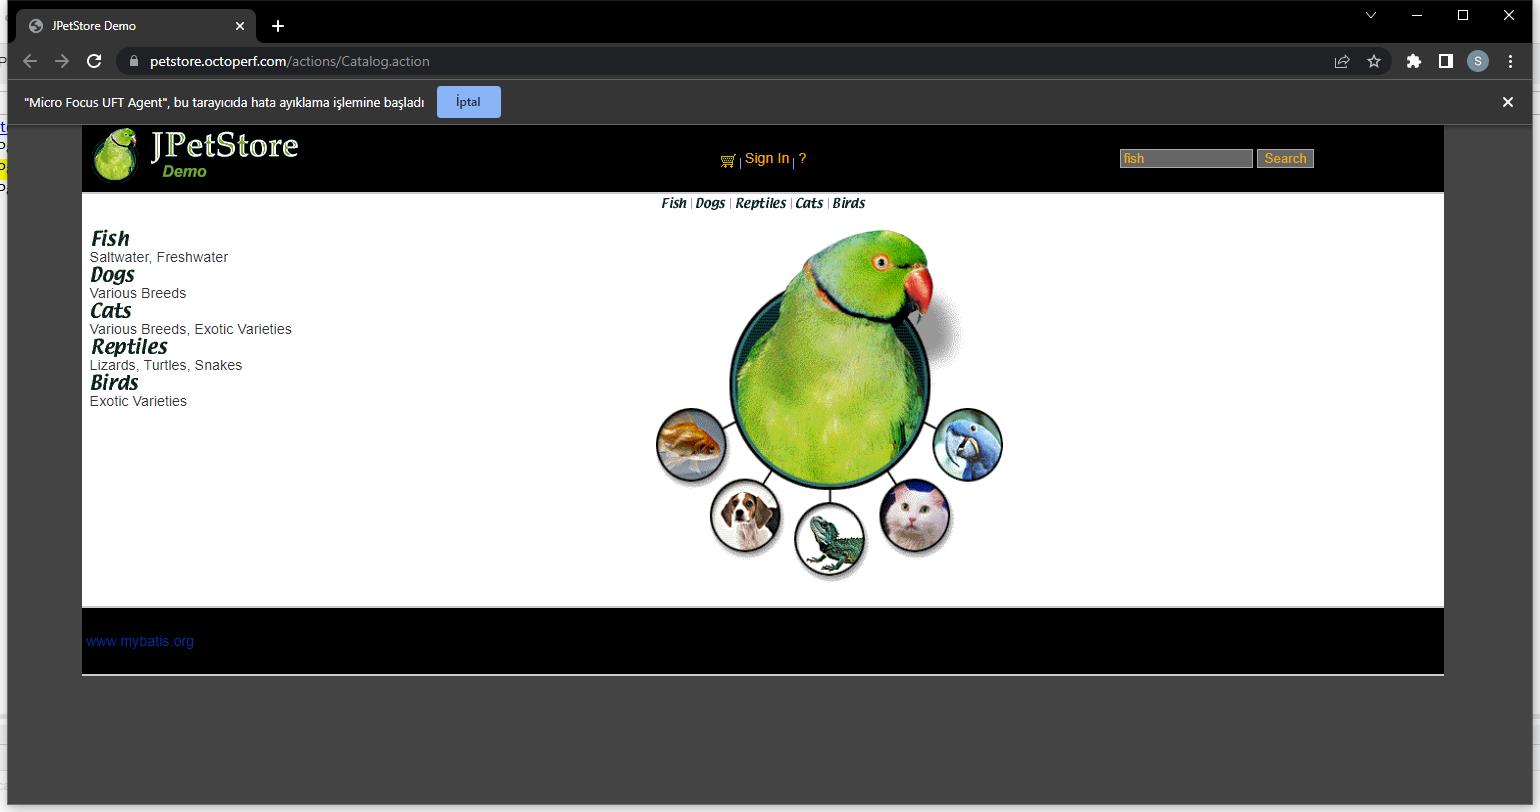 JPetStore Demo
petstore.octoperf.com/actions/Catalog.action
S
"Micro Focus UFT Agent", bu tarayıcıda hata ayıklama işlemine başladı
İptal
JPetStore
Demo
| Sign In | ?
fish
Search
Fish | Dogs | Reptiles | Cats | Birds
Fish
Saltwater, Freshwater
Dogs
Various Breeds
Cats
Various Breeds, Exotic Varieties
Reptiles
Lizards, Turtles, Snakes
Birds
Exotic Varieties
www.mybatis.org